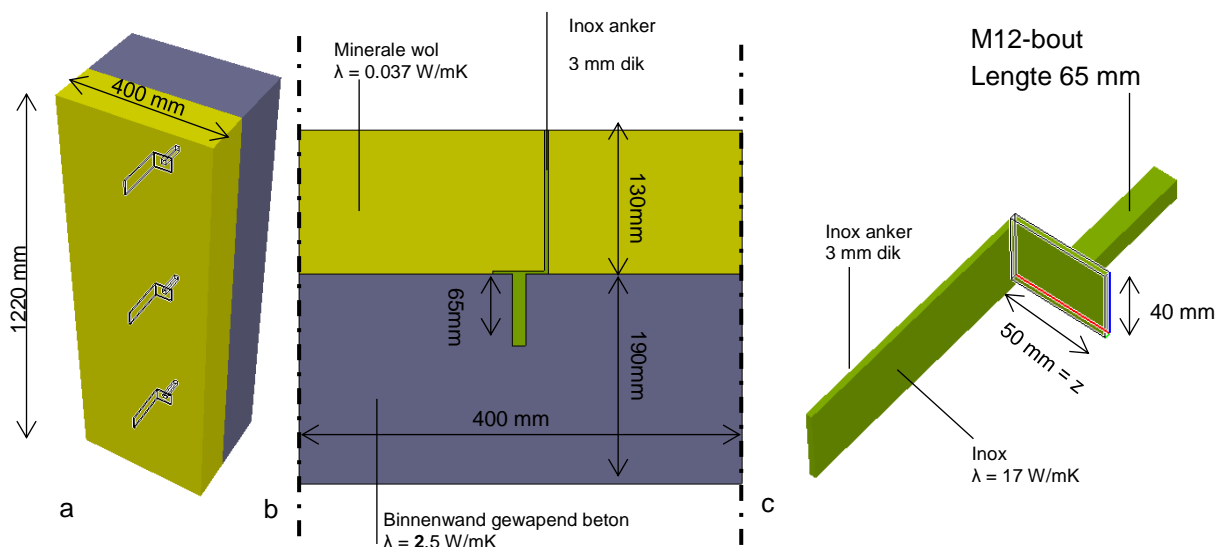 400 mm
1220 mm
a
Minerale wol
λ = 0.037 W/mK
Inox anker
3 mm dik
130mm
65mm
190mm
400 mm
b
Binnenwand gewapend beton
λ = 2.5 W/mK
M12-bout
Lengte 65 mm
Inox anker
3 mm dik
40 mm
50 mm = z
Inox
λ = 17 W/mK
c